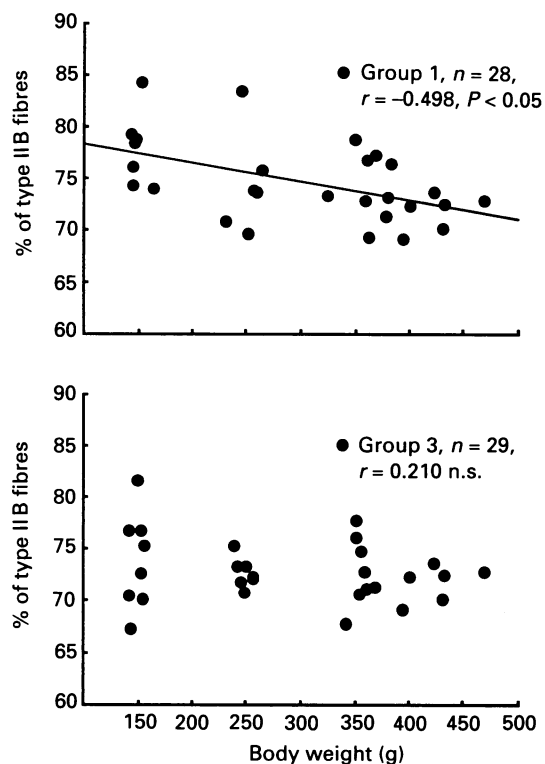 90
85
80
75
70
65
60
% of type IIB fibres
● Group 1, n = 28,
r = –0.498, P < 0.05
90
85
80
75
70
65
60
% of type IIB fibres
● Group 3, n = 29,
r = 0.210 n.s.
150 200 250 300 350 400 450 500
Body weight (g)